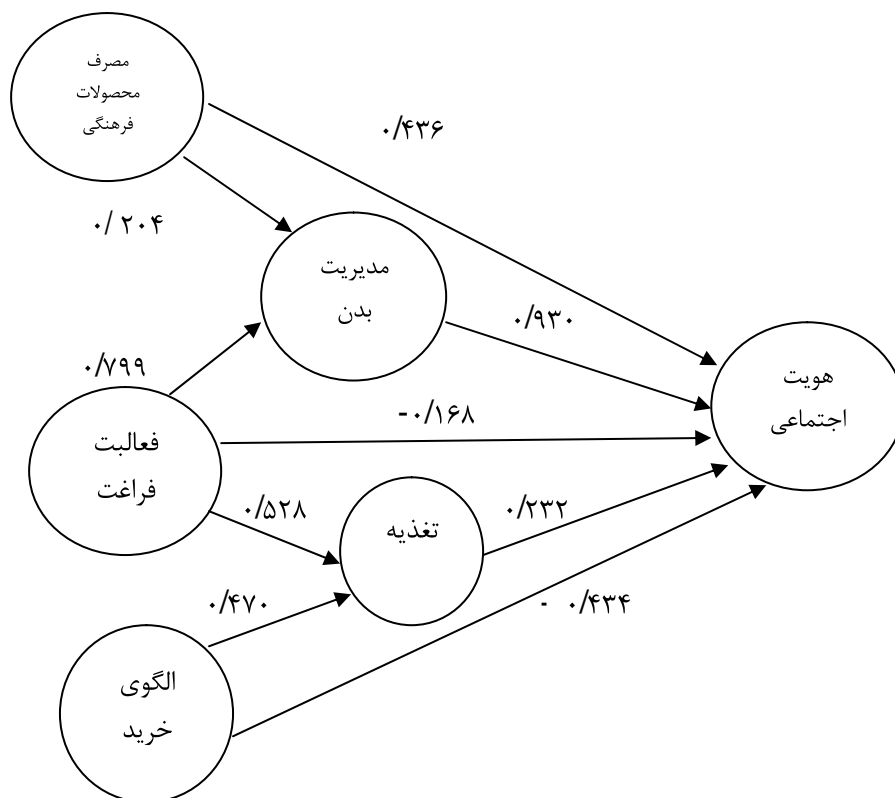 مصرف
محصولات
فرهنگی
۰/۴۳۶
۰/ ۲۰۴
مدیریت
بدن
۰/۹۳۰
۰/۷۹۹
هویت
اجتماعی
-۰/۱۶۸
فعالبت
فراغت
۰/۵۲۸
تغذیه
۰/۲۳۲
۰/۴۷۰
- ۰/۴۳۴
الگوی
خرید